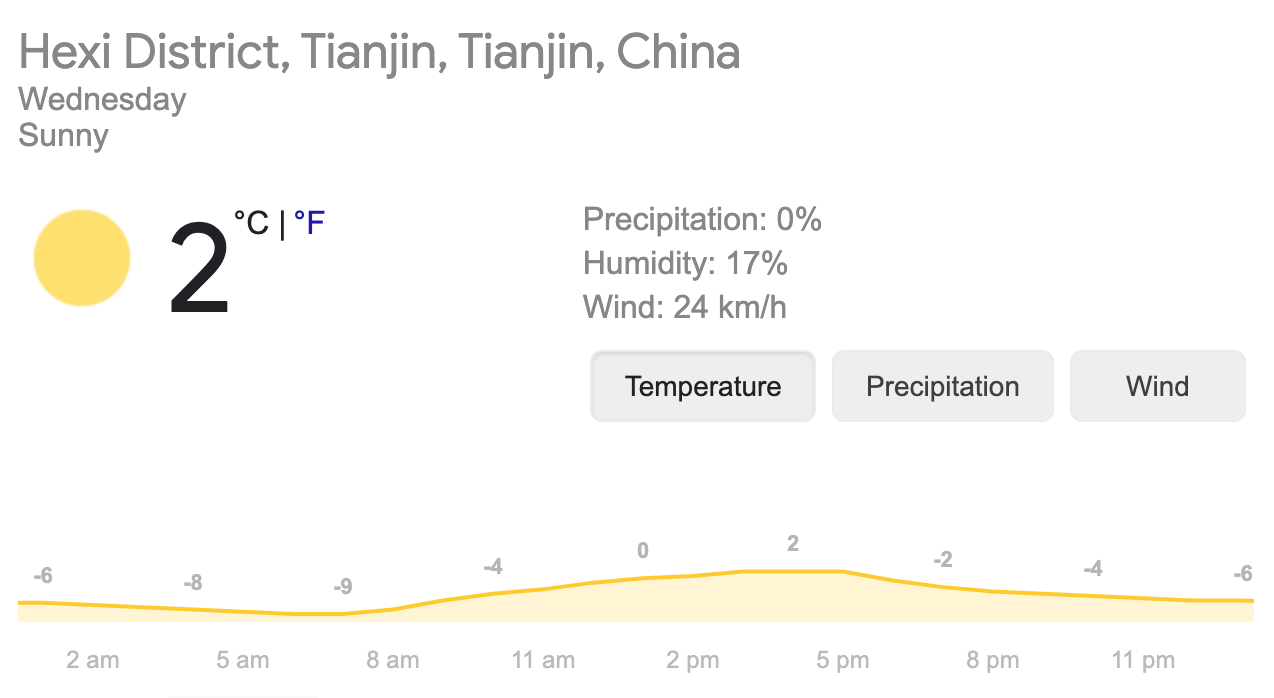 Hexi District, Tianjin, Tianjin, China
Wednesday
Sunny
2 °C | °F
Precipitation: 0%
Humidity: 17%
Wind: 24 km/h
Temperature Precipitation Wind
-6 -8 -9 -4 0 2 -2 -4 -6
2 am 5 am 8 am 11 am 2 pm 5 pm 8 pm 11 pm